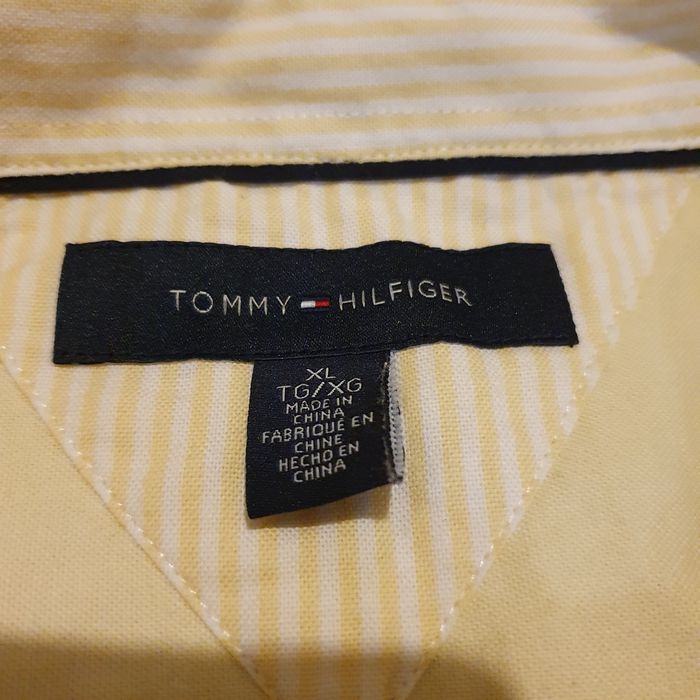 TOMMY HILFIGER
XL
TG/XG
MADE IN
CHINA
FABRIQUÉ EN
CHINE
HECHO EN
CHINA